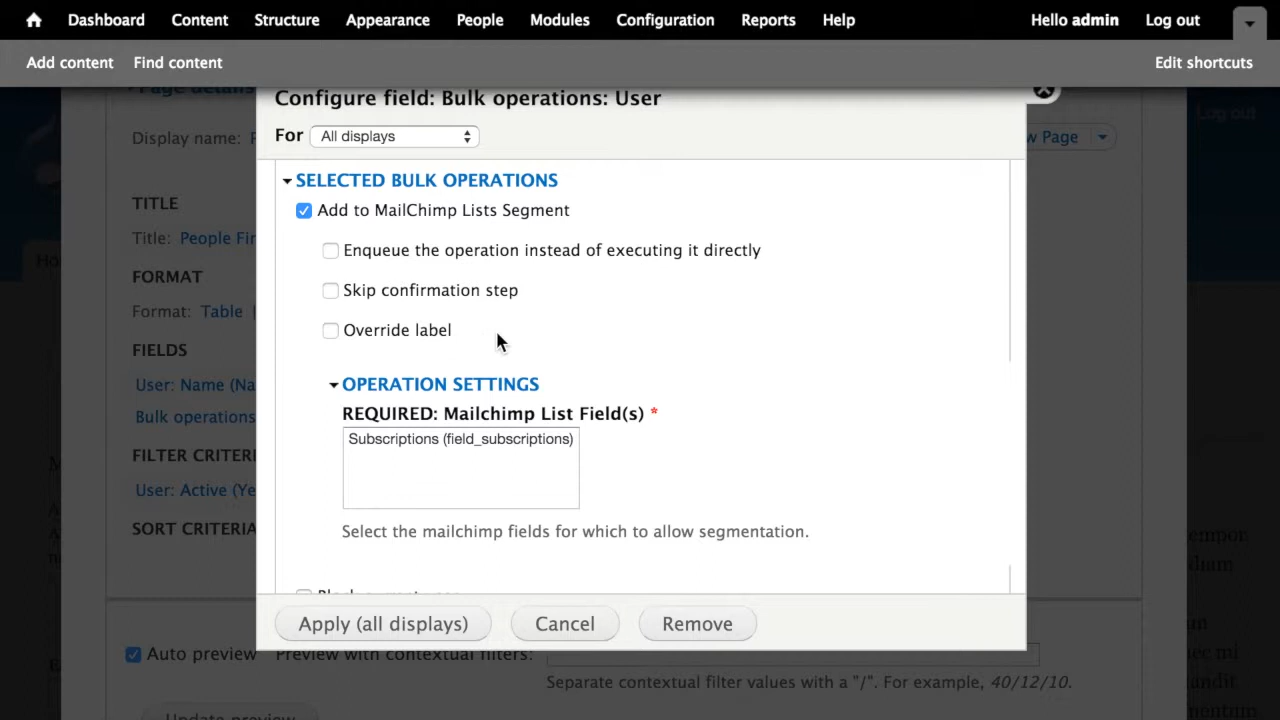 Dashboard Content Structure Appearance People Modules Configuration Reports Help Hello admin Log out
Add content Find content Edit shortcuts
Page details
Configure field: Bulk operations: User
Log out
Display name:
For All displays
w Page
SELECTED BULK OPERATIONS
TITLE
Add to MailChimp Lists Segment
Title: People Fi
Enqueue the operation instead of executing it directly
FORMAT
Skip confirmation step
Format: Table |
Override label
FIELDS
User: Name (Na
OPERATION SETTINGS
REQUIRED: Mailchimp List Field(s) *
Bulk operations
Subscriptions (field_subscriptions)
FILTER CRITERI
User: Active (Ye
SORT CRITERIA
Select the mailchimp fields for which to allow segmentation.
Apply (all displays) Cancel Remove
Auto preview Preview with contextual filters:
Separate contextual filter values with a "/". For example, 40/12/10.
Update preview